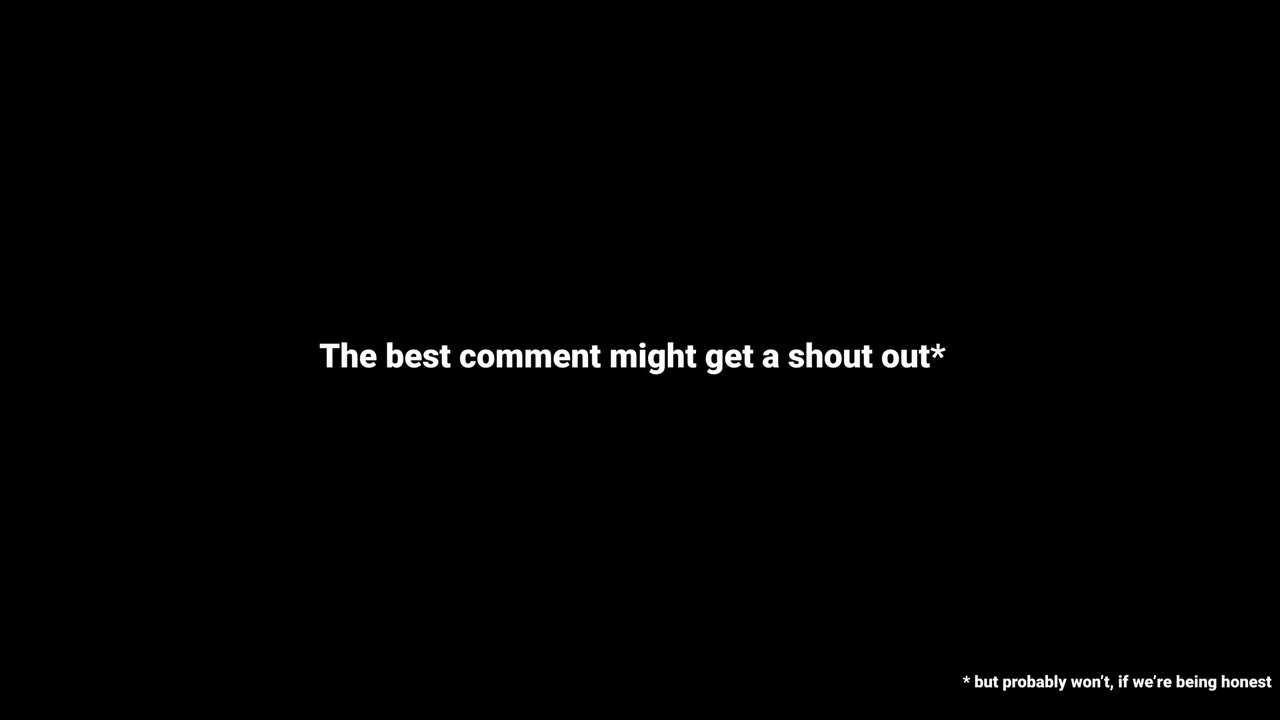 The best comment might get a shout out*
* but probably won’t, if we’re being honest